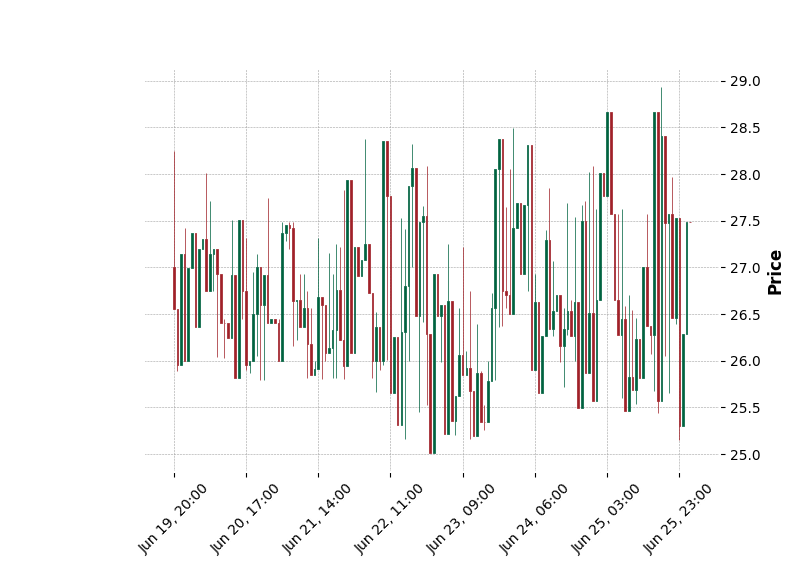 29.0
28.5
28.0
27.5
27.0
26.5
26.0
25.5
25.0
Price
Jun 19, 20:00
Jun 20, 17:00
Jun 21, 14:00
Jun 22, 11:00
Jun 23, 09:00
Jun 24, 06:00
Jun 25, 03:00
Jun 25, 23:00